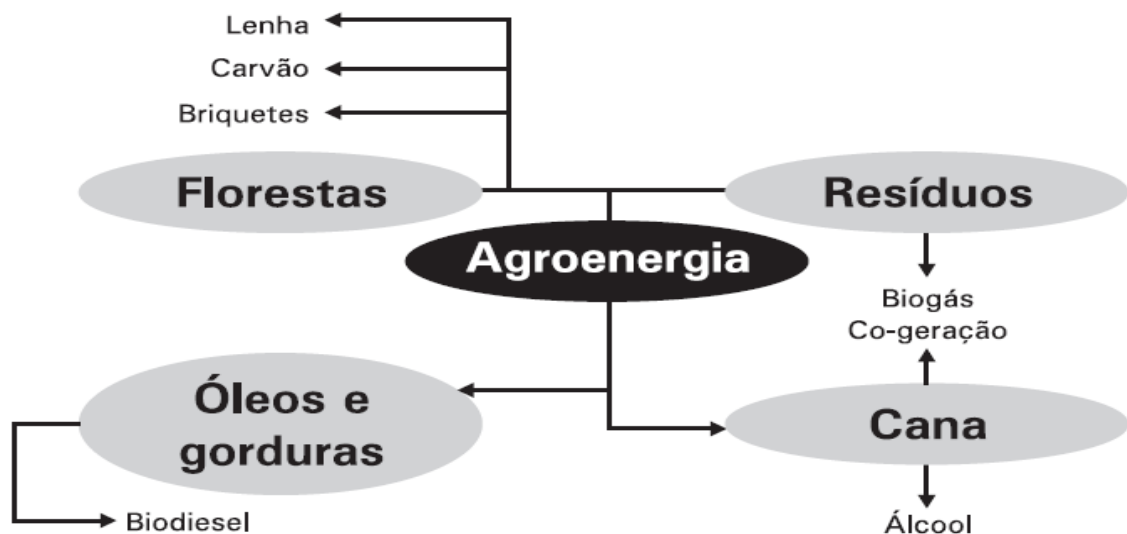 Lenha
Carvão
Briquetes
Florestas
Resíduos
Agroenergia
Biogás
Co-geração
Óleos e
gorduras
Cana
Biodiesel
Álcool